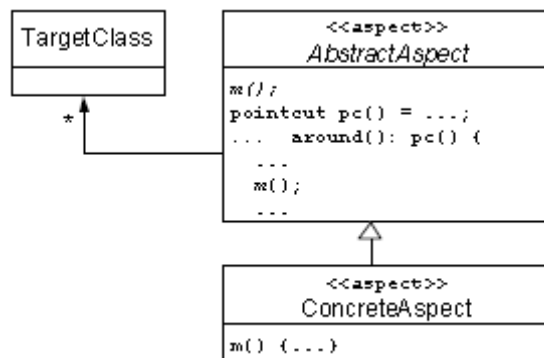 TargetClass
*
<<aspect>>
AbstractAspect
m();
pointcut pc() = ...;
... around(): pc() {
...
m();
...
<<aspect>>
ConcreteAspect
m() {...}